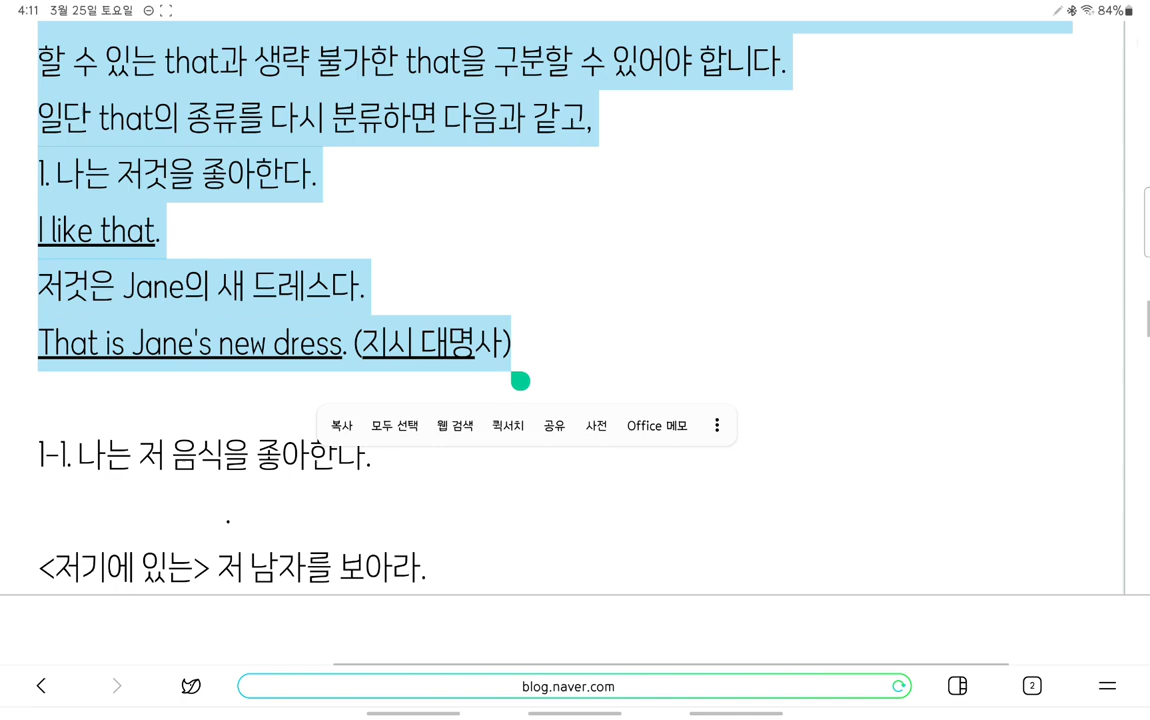 4:11 3월 25일 토요일 84%
할 수 있는 that과 생략 불가한 that을 구분할 수 있어야 합니다.
일단 that의 종류를 다시 분류하면 다음과 같고,
1. 나는 저것을 좋아한다.
I like that.
저것은 Jane의 새 드레스다.
That is Jane's new dress. (지시 대명사)
복사 모두 선택 웹 검색 퀵서치 공유 사전 Office 메모
1-1. 나는 저 음식을 좋아한다.
.
<저기에 있는> 저 남자를 보아라.
blog.naver.com 2